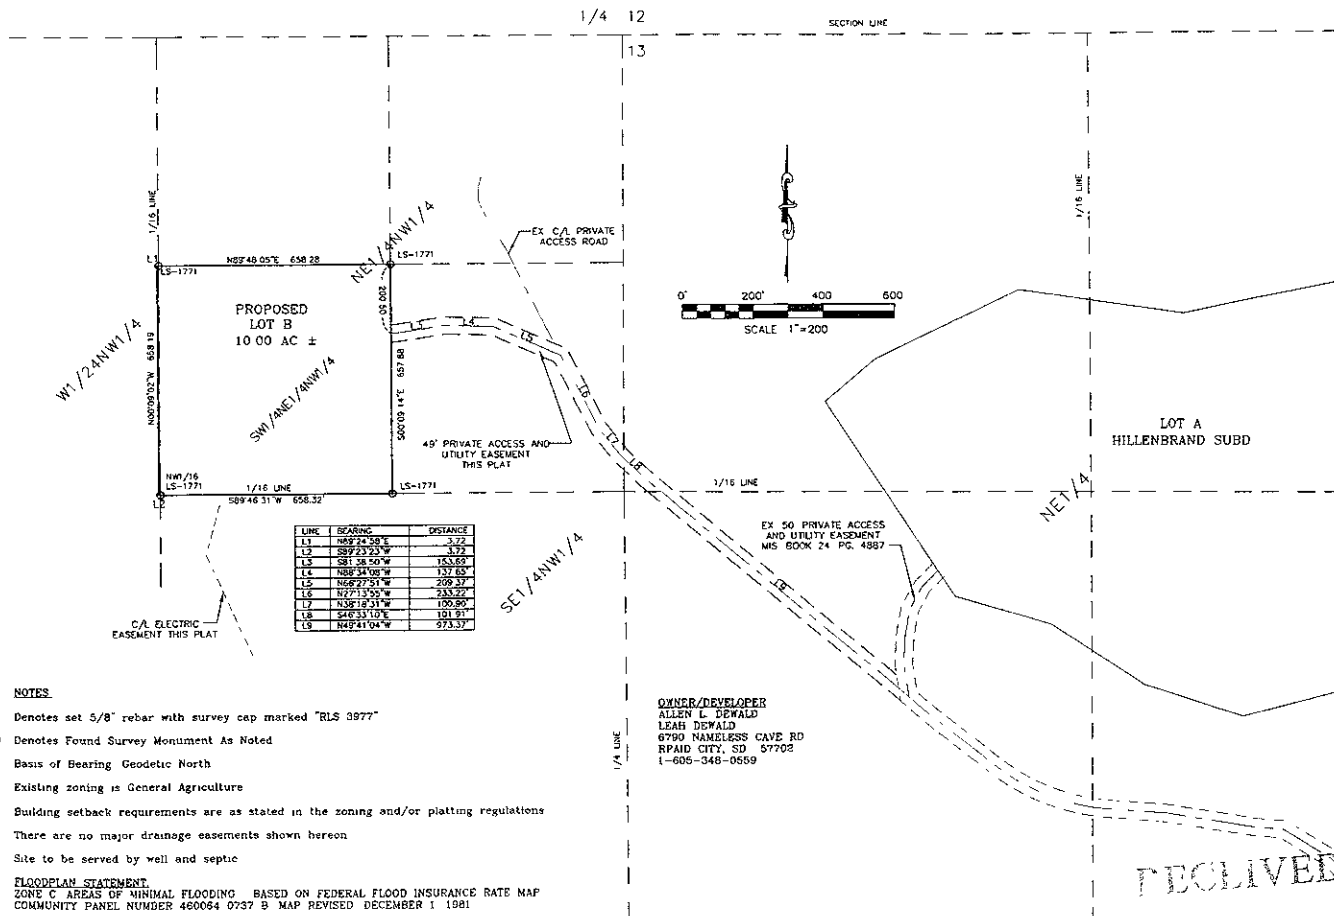 1/4 12
SECTION LINE
13
1/16 LINE
1/16 LINE
NE1/4NW1/4
EX C/L PRIVATE
ACCESS ROAD
L1
LS-1771
N89°48'05"E 658.28
LS-1771
200.50
0' 200' 400 600
SCALE 1"=200
PROPOSED
LOT B
10 00 AC ±
L3
L4
L5
W1/24NW1/4
N00°09'02"W 658 19
SW1/4NE1/4NW1/4
S00°09 14"E 657 88
L6
49' PRIVATE ACCESS AND
UTILITY EASEMENT
THIS PLAT
L7
L8
LOT A
HILLENBRAND SUBD
NW1/16
LS-1771
L2
1/16 LINE
S89°46 31"W 658.32'
LS-1771
1/16 LINE
NE1/4
EX 50 PRIVATE ACCESS
AND UTILITY EASEMENT
MIS BOOK 24 PG. 4887
LINE BEARING DISTANCE
L1 N89°24'58"E 3.72
L2 S89°23'23"W 3.72
L3 S81 38 50"W 153.69'
L4 N88°34'08"W 137 65'
L5 N66°27'51"W 209 37'
L6 N27°13'55"W 233.22'
L7 N38°18'31"W 100.90'
L8 S46°33'10"E 101 91'
L9 N49°41'04"W 973.37'
SE1/4NW1/4
L9
C/L ELECTRIC
EASEMENT THIS PLAT
1/4 LINE
NOTES
Denotes set 5/8" rebar with survey cap marked "RLS 3977"
Denotes Found Survey Monument As Noted
Basis of Bearing Geodetic North
Existing zoning is General Agriculture
Building setback requirements are as stated in the zoning and/or platting regulations
There are no major drainage easements shown hereon
Site to be served by well and septic
FLOODPLAN STATEMENT.
ZONE C AREAS OF MINIMAL FLOODING BASED ON FEDERAL FLOOD INSURANCE RATE MAP
COMMUNITY PANEL NUMBER 460064 0737 B MAP REVISED DECEMBER 1 1981
OWNER/DEVELOPER
ALLEN L DEWALD
LEAH DEWALD
6790 NAMELESS CAVE RD
RPAID CITY, SD 57702
1-605-348-0559